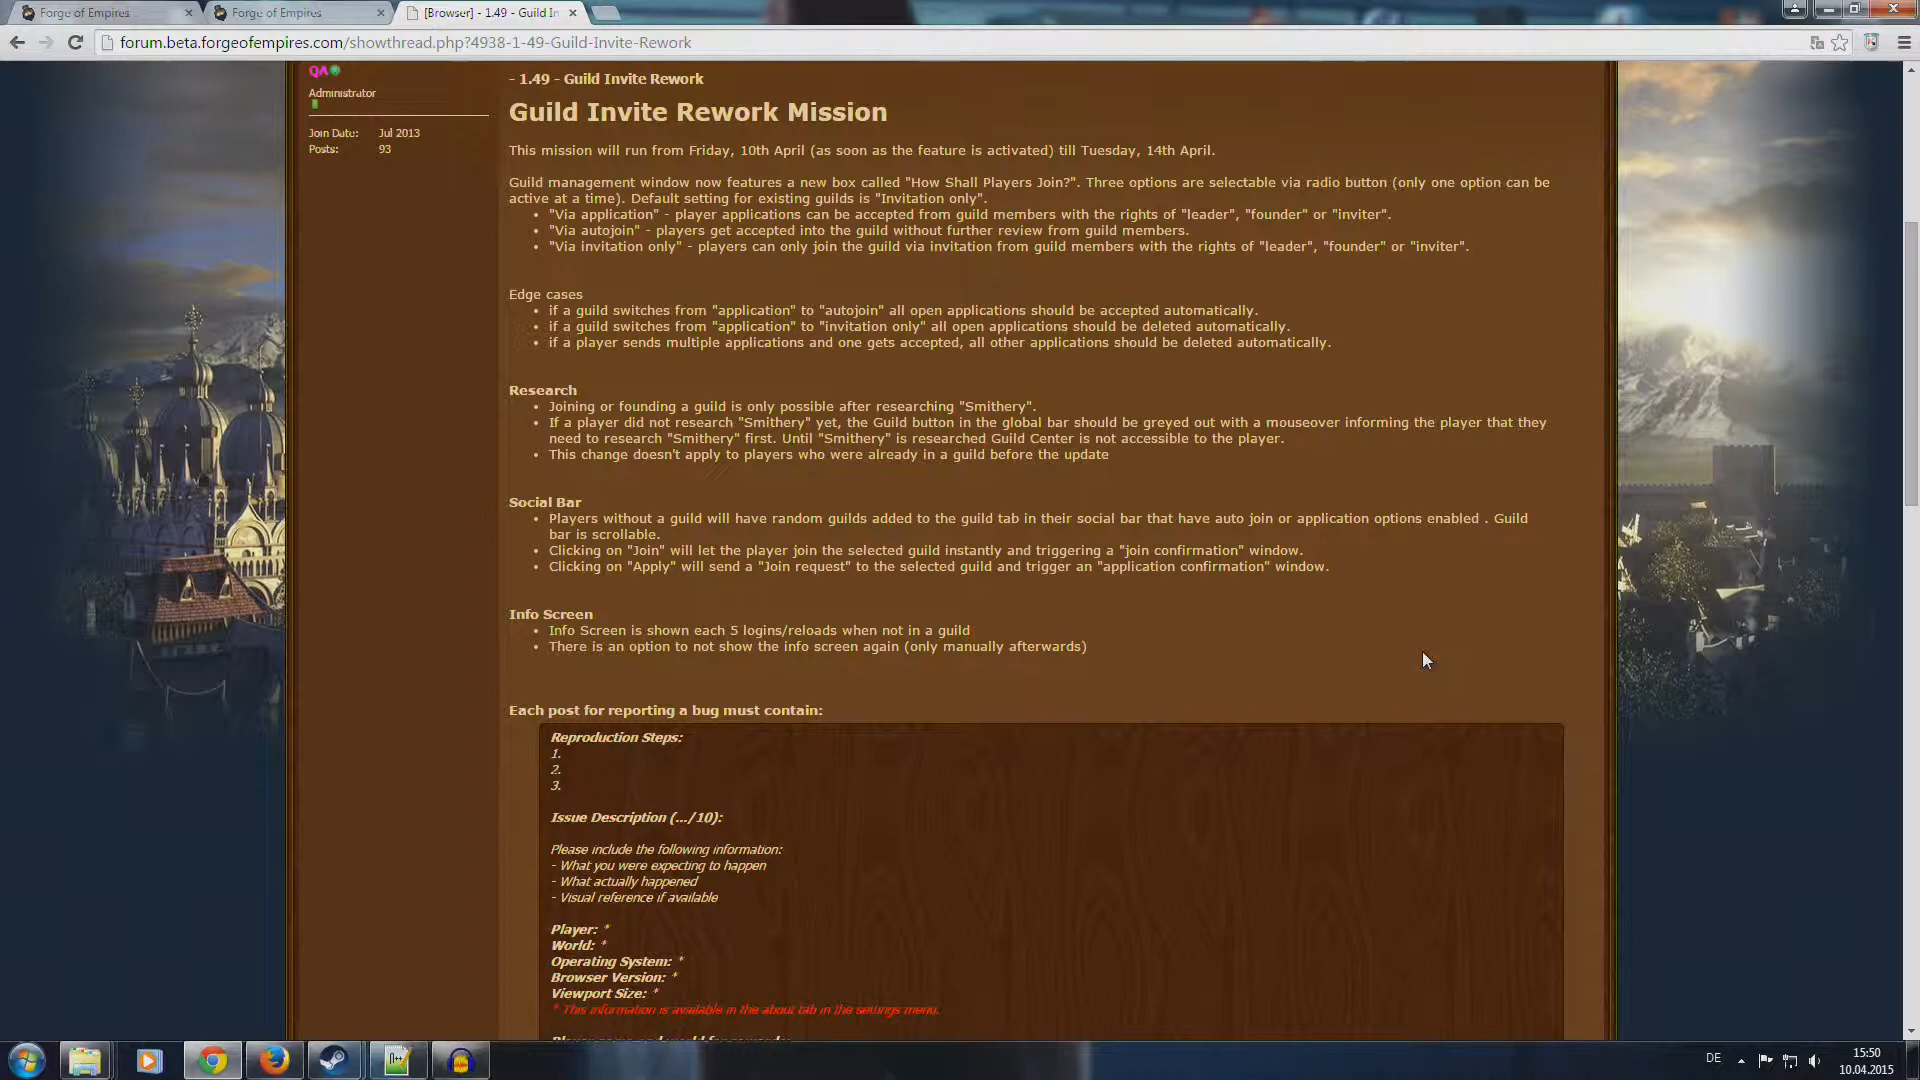 Forge of Empires
Forge of Empires
[Browser] - 1.49 - Guild In
forum.beta.forgeofempires.com/showthread.php?4938-1-49-Guild-Invite-Rework
QA
Administrator
Join Date: Jul 2013
Posts: 93
- 1.49 - Guild Invite Rework
Guild Invite Rework Mission
This mission will run from Friday, 10th April (as soon as the feature is activated) till Tuesday, 14th April.
Guild management window now features a new box called "How Shall Players Join?". Three options are selectable via radio button (only one option can be
active at a time). Default setting for existing guilds is "Invitation only".
• "Via application" - player applications can be accepted from guild members with the rights of "leader", "founder" or "inviter".
• "Via autojoin" - players get accepted into the guild without further review from guild members.
• "Via invitation only" - players can only join the guild via invitation from guild members with the rights of "leader", "founder" or "inviter".
Edge cases
• if a guild switches from "application" to "autojoin" all open applications should be accepted automatically.
• if a guild switches from "application" to "invitation only" all open applications should be deleted automatically.
• if a player sends multiple applications and one gets accepted, all other applications should be deleted automatically.
Research
• Joining or founding a guild is only possible after researching "Smithery".
• If a player did not research "Smithery" yet, the Guild button in the global bar should be greyed out with a mouseover informing the player that they
need to research "Smithery" first. Until "Smithery" is researched Guild Center is not accessible to the player.
• This change doesn't apply to players who were already in a guild before the update
Social Bar
• Players without a guild will have random guilds added to the guild tab in their social bar that have auto join or application options enabled . Guild
bar is scrollable.
• Clicking on "Join" will let the player join the selected guild instantly and triggering a "join confirmation" window.
• Clicking on "Apply" will send a "Join request" to the selected guild and trigger an "application confirmation" window.
Info Screen
• Info Screen is shown each 5 logins/reloads when not in a guild
• There is an option to not show the info screen again (only manually afterwards)
Each post for reporting a bug must contain:
Reproduction Steps:
1.
2.
3.
Issue Description (.../10):
Please include the following information:
- What you were expecting to happen
- What actually happened
- Visual reference if available
Player: *
World: *
Operating System: *
Browser Version: *
Viewport Size: *
* This information is available in the about tab in the settings menu.
DE
15:50
10.04.2015